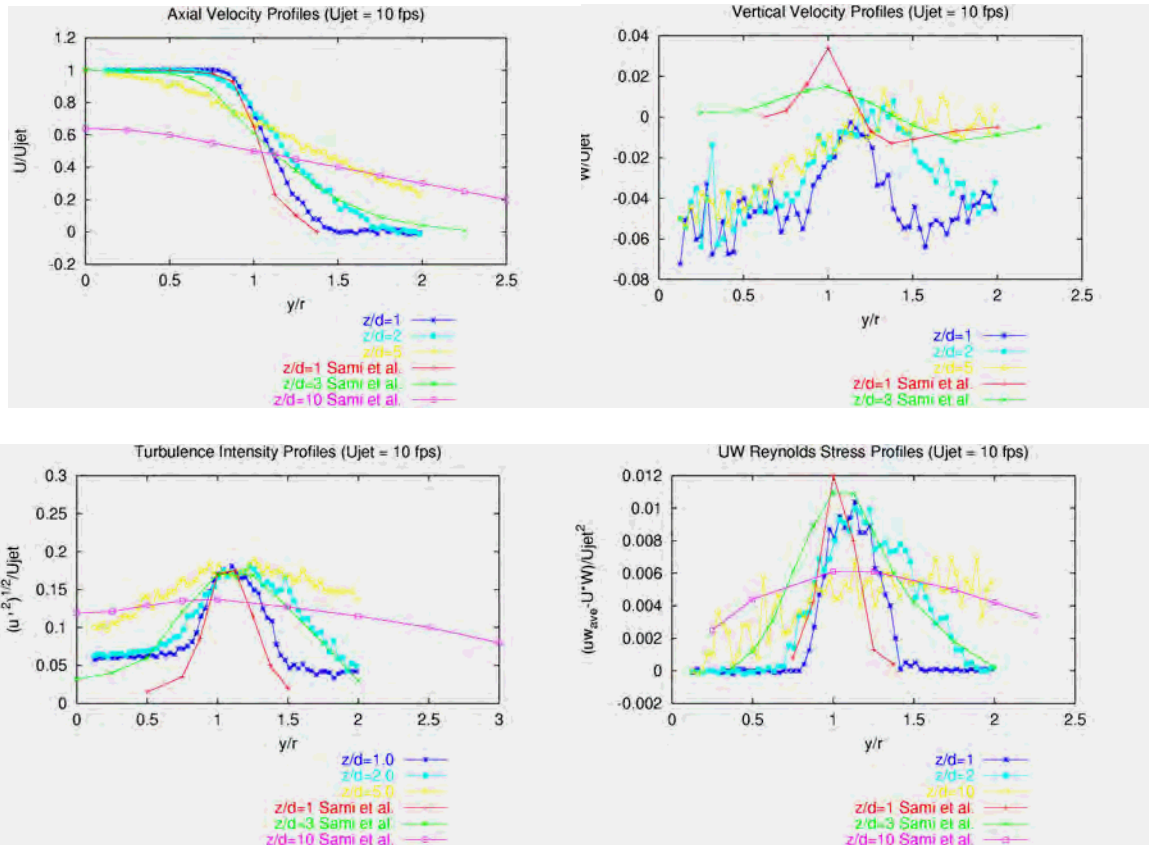 Axial Velocity Profiles (Ujet = 10 fps)
1.2
1
0.8
0.6
0.4
0.2
0
-0.2
U/Ujet
0 0.5 1 1.5 2 2.5
y/r
z/d=1
z/d=2
z/d=5
z/d=1 Sami et al.
z/d=3 Sami et al.
z/d=10 Sami et al.
Vertical Velocity Profiles (Ujet = 10 fps)
0.04
0.02
0
-0.02
-0.04
-0.06
-0.08
W/Ujet
0 0.5 1 1.5 2 2.5
y/r
z/d=1
z/d=2
z/d=5
z/d=1 Sami et al.
z/d=3 Sami et al.
Turbulence Intensity Profiles (Ujet = 10 fps)
0.3
0.25
0.2
0.15
0.1
0.05
0
(u'²)^1/2/Ujet
0 0.5 1 1.5 2 2.5 3
y/r
z/d=1.0
z/d=2.0
z/d=5.0
z/d=1 Sami et al.
z/d=3 Sami et al.
z/d=10 Sami et al.
UW Reynolds Stress Profiles (Ujet = 10 fps)
0.012
0.01
0.008
0.006
0.004
0.002
0
-0.002
(uw_ave-U*W)/Ujet²
0 0.5 1 1.5 2 2.5
y/r
z/d=1
z/d=2
z/d=10
z/d=1 Sami et al.
z/d=3 Sami et al.
z/d=10 Sami et al.